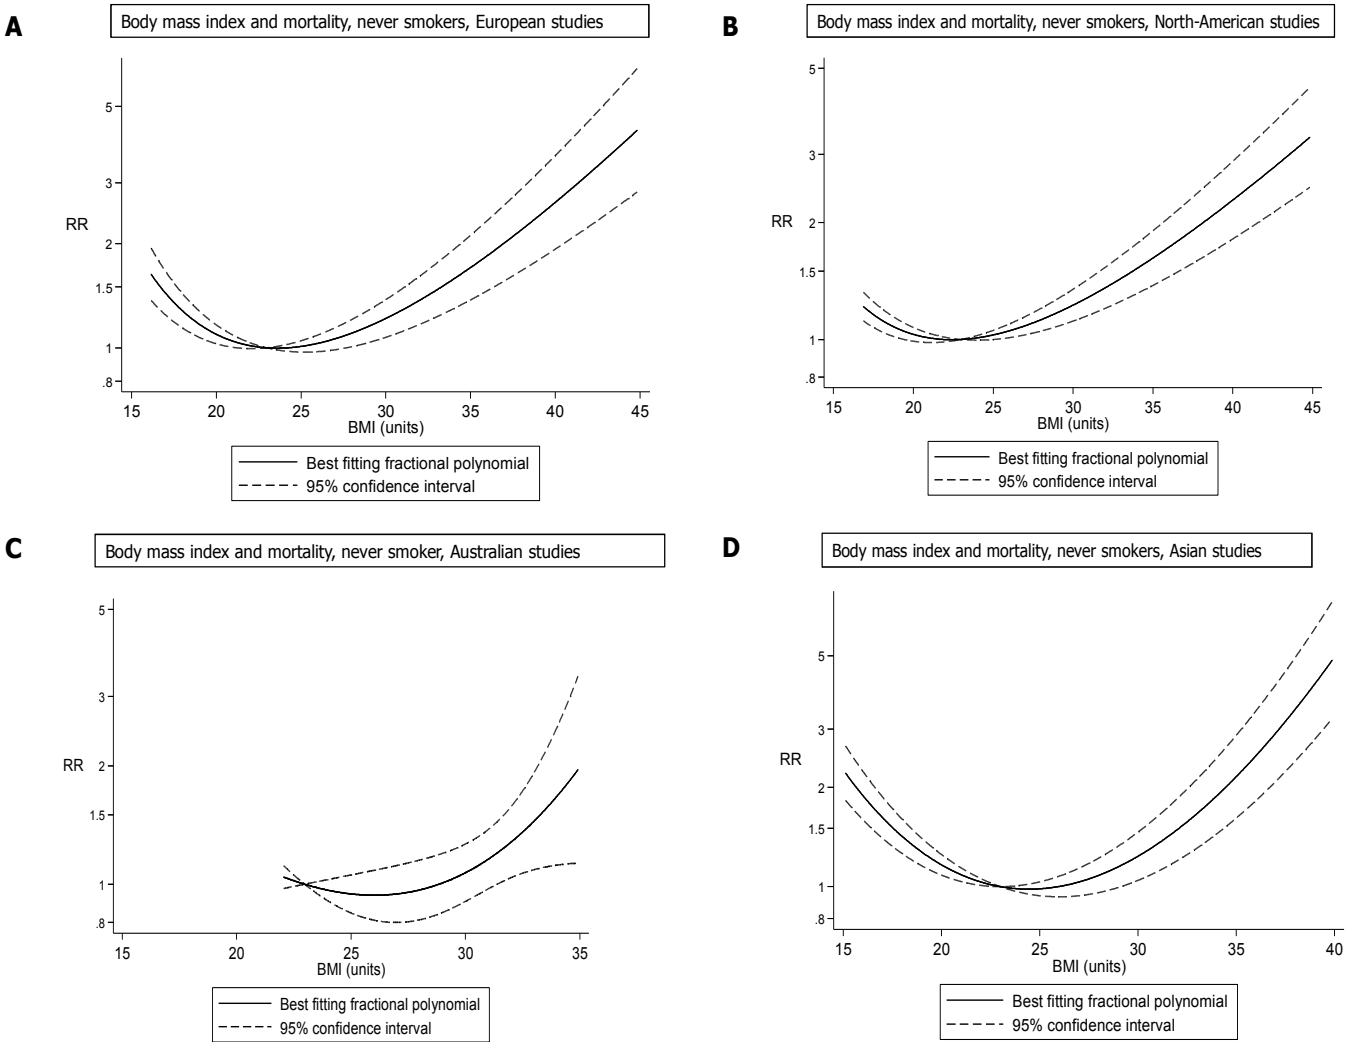 A
Body mass index and mortality, never smokers, European studies
5
3
2
1.5
1
.8
RR
15 20 25 30 35 40 45
BMI (units)
Best fitting fractional polynomial
95% confidence interval
B
Body mass index and mortality, never smokers, North-American studies
5
3
2
1.5
1
.8
RR
15 20 25 30 35 40 45
BMI (units)
Best fitting fractional polynomial
95% confidence interval
C
Body mass index and mortality, never smoker, Australian studies
5
3
2
1.5
1
.8
RR
15 20 25 30 35
BMI (units)
Best fitting fractional polynomial
95% confidence interval
D
Body mass index and mortality, never smokers, Asian studies
5
3
2
1.5
1
.8
RR
15 20 25 30 35 40
BMI (units)
Best fitting fractional polynomial
95% confidence interval